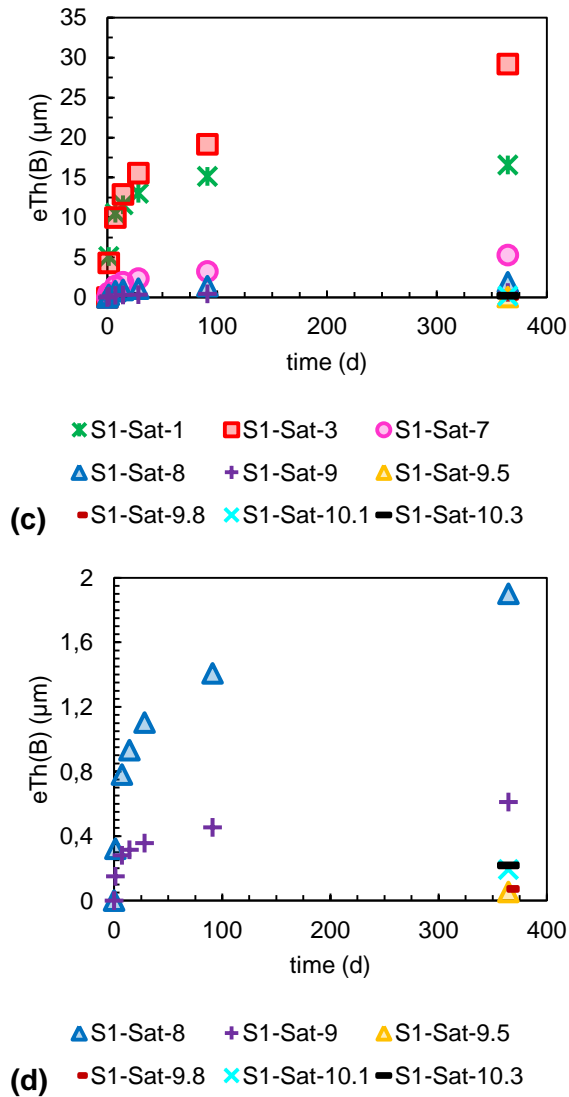 35
30
25
20
15
10
5
0
eTh(B) (µm)
0 100 200 300 400
time (d)
S1-Sat-1 S1-Sat-3 S1-Sat-7
S1-Sat-8 S1-Sat-9 S1-Sat-9.5
(c) S1-Sat-9.8 S1-Sat-10.1 S1-Sat-10.3
2
1,6
1,2
0,8
0,4
0
eTh(B) (µm)
0 50 100 150 200 250 300 350 400
time (d)
S1-Sat-8 S1-Sat-9 S1-Sat-9.5
(d) S1-Sat-9.8 S1-Sat-10.1 S1-Sat-10.3